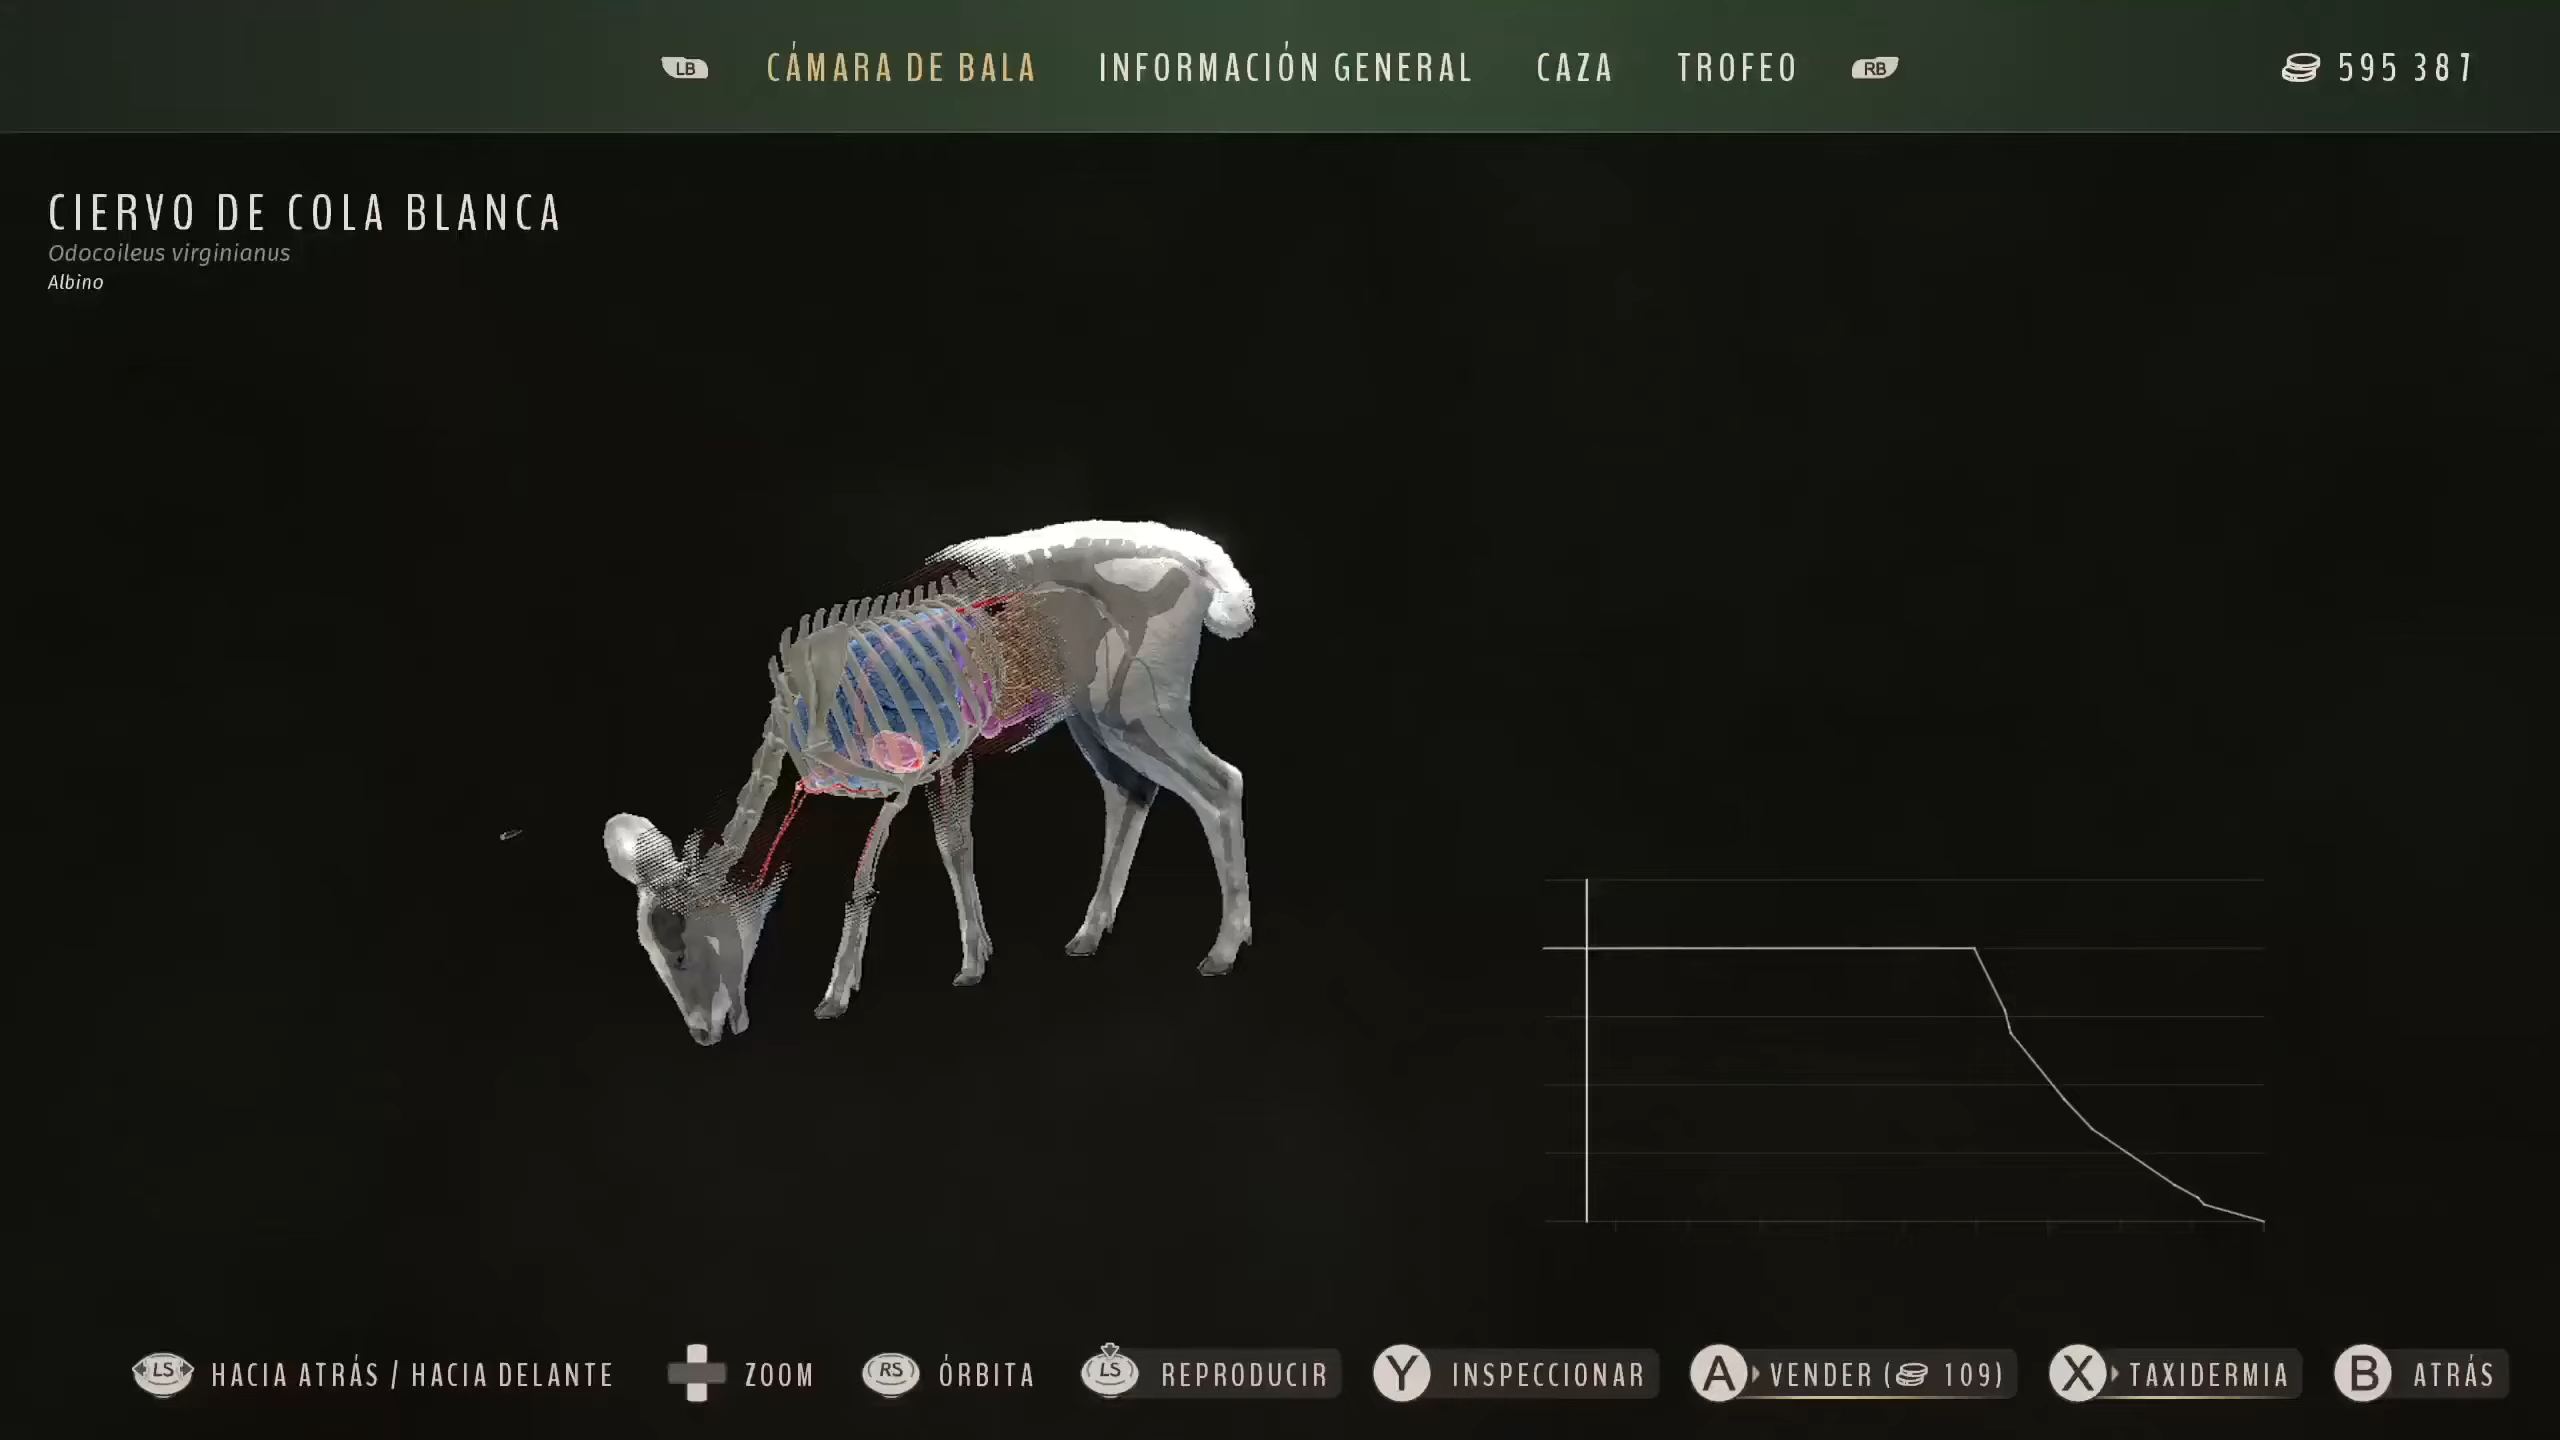 LB CÁMARA DE BALA INFORMACIÓN GENERAL CAZA TROFEO RB 595 387
CIERVO DE COLA BLANCA
Odocoileus virginianus
Albino
LS HACIA ATRÁS / HACIA DELANTE ZOOM RS ÓRBITA LS REPRODUCIR Y INSPECCIONAR A VENDER ( 109) X TAXIDERMIA B ATRÁS